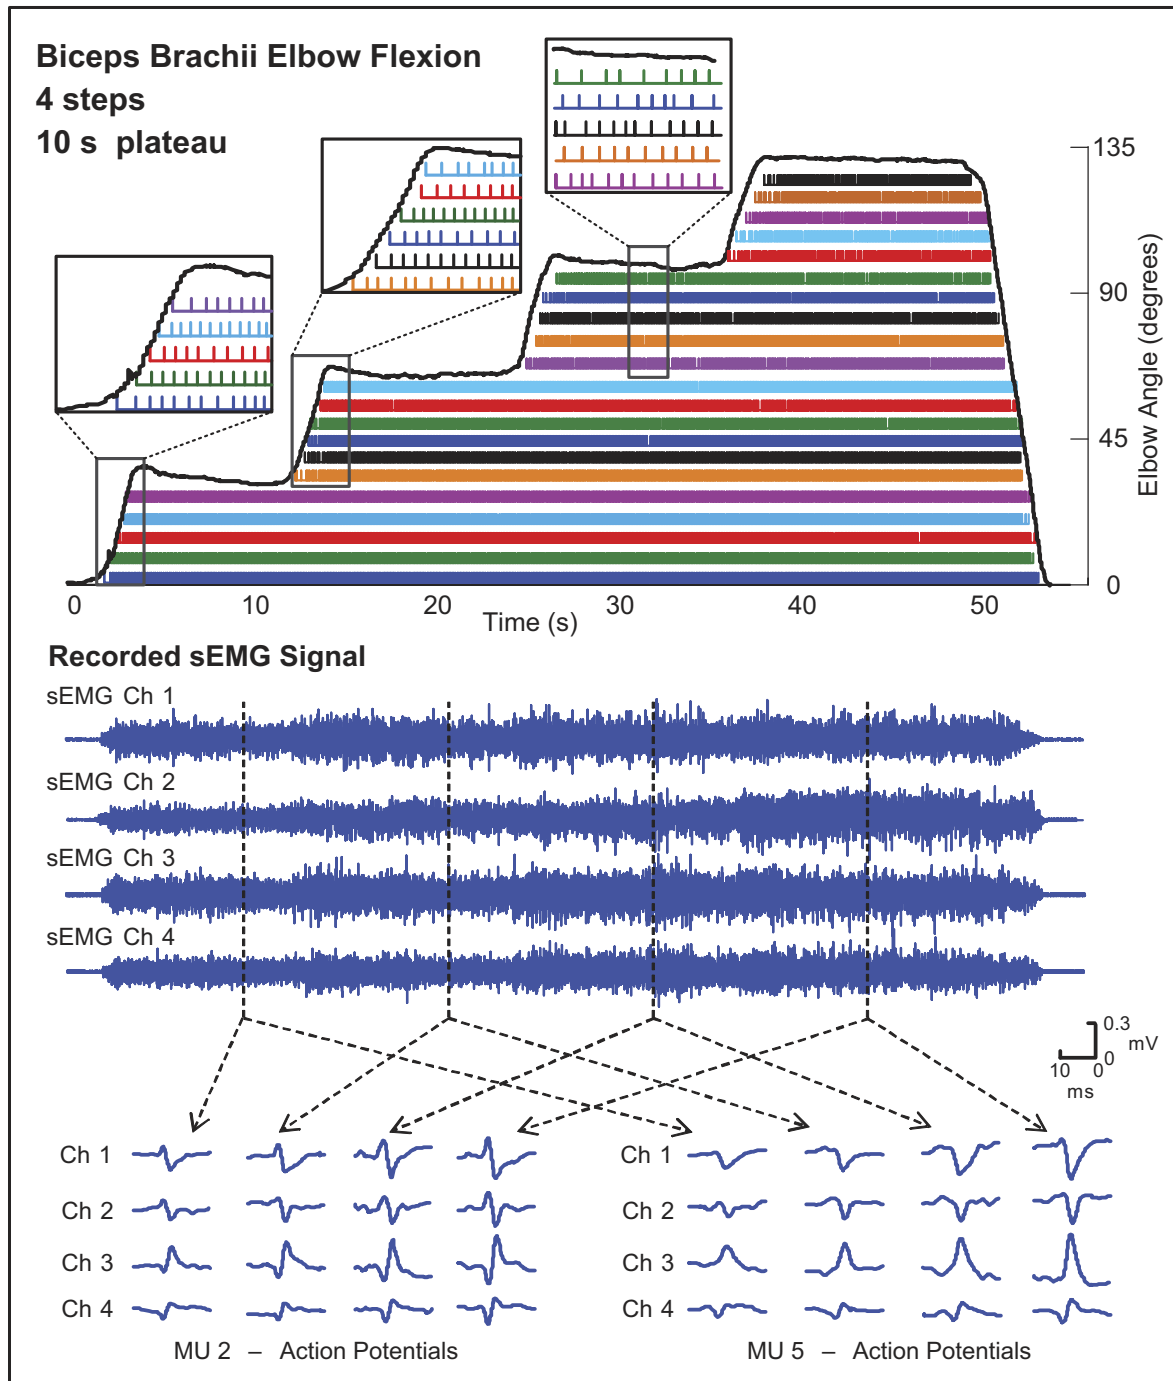 Biceps Brachii Elbow Flexion
4 steps
10 s plateau
135
90
45
0
Elbow Angle (degrees)
0 10 20 30 40 50
Time (s)
Recorded sEMG Signal
sEMG Ch 1
sEMG Ch 2
sEMG Ch 3
sEMG Ch 4
0.3
mV
0
10 0
ms
Ch 1 Ch 1
Ch 2 Ch 2
Ch 3 Ch 3
Ch 4 Ch 4
MU 2 – Action Potentials MU 5 – Action Potentials